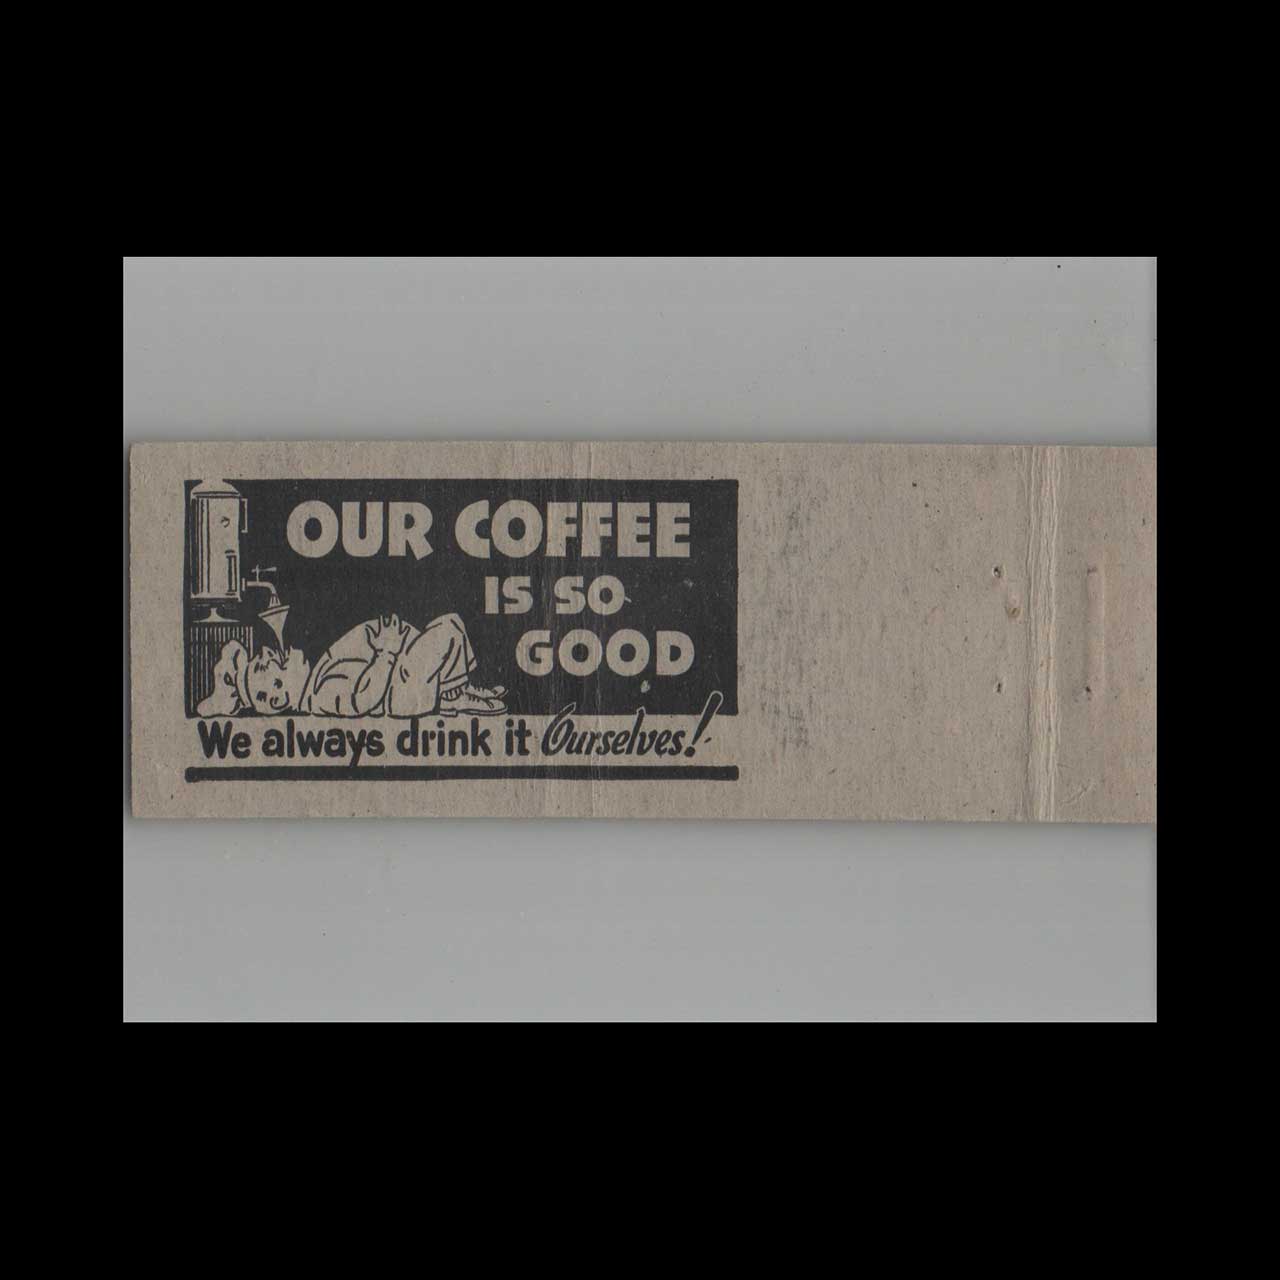 OUR COFFEE
IS SO
GOOD
We always drink it Ourselves!